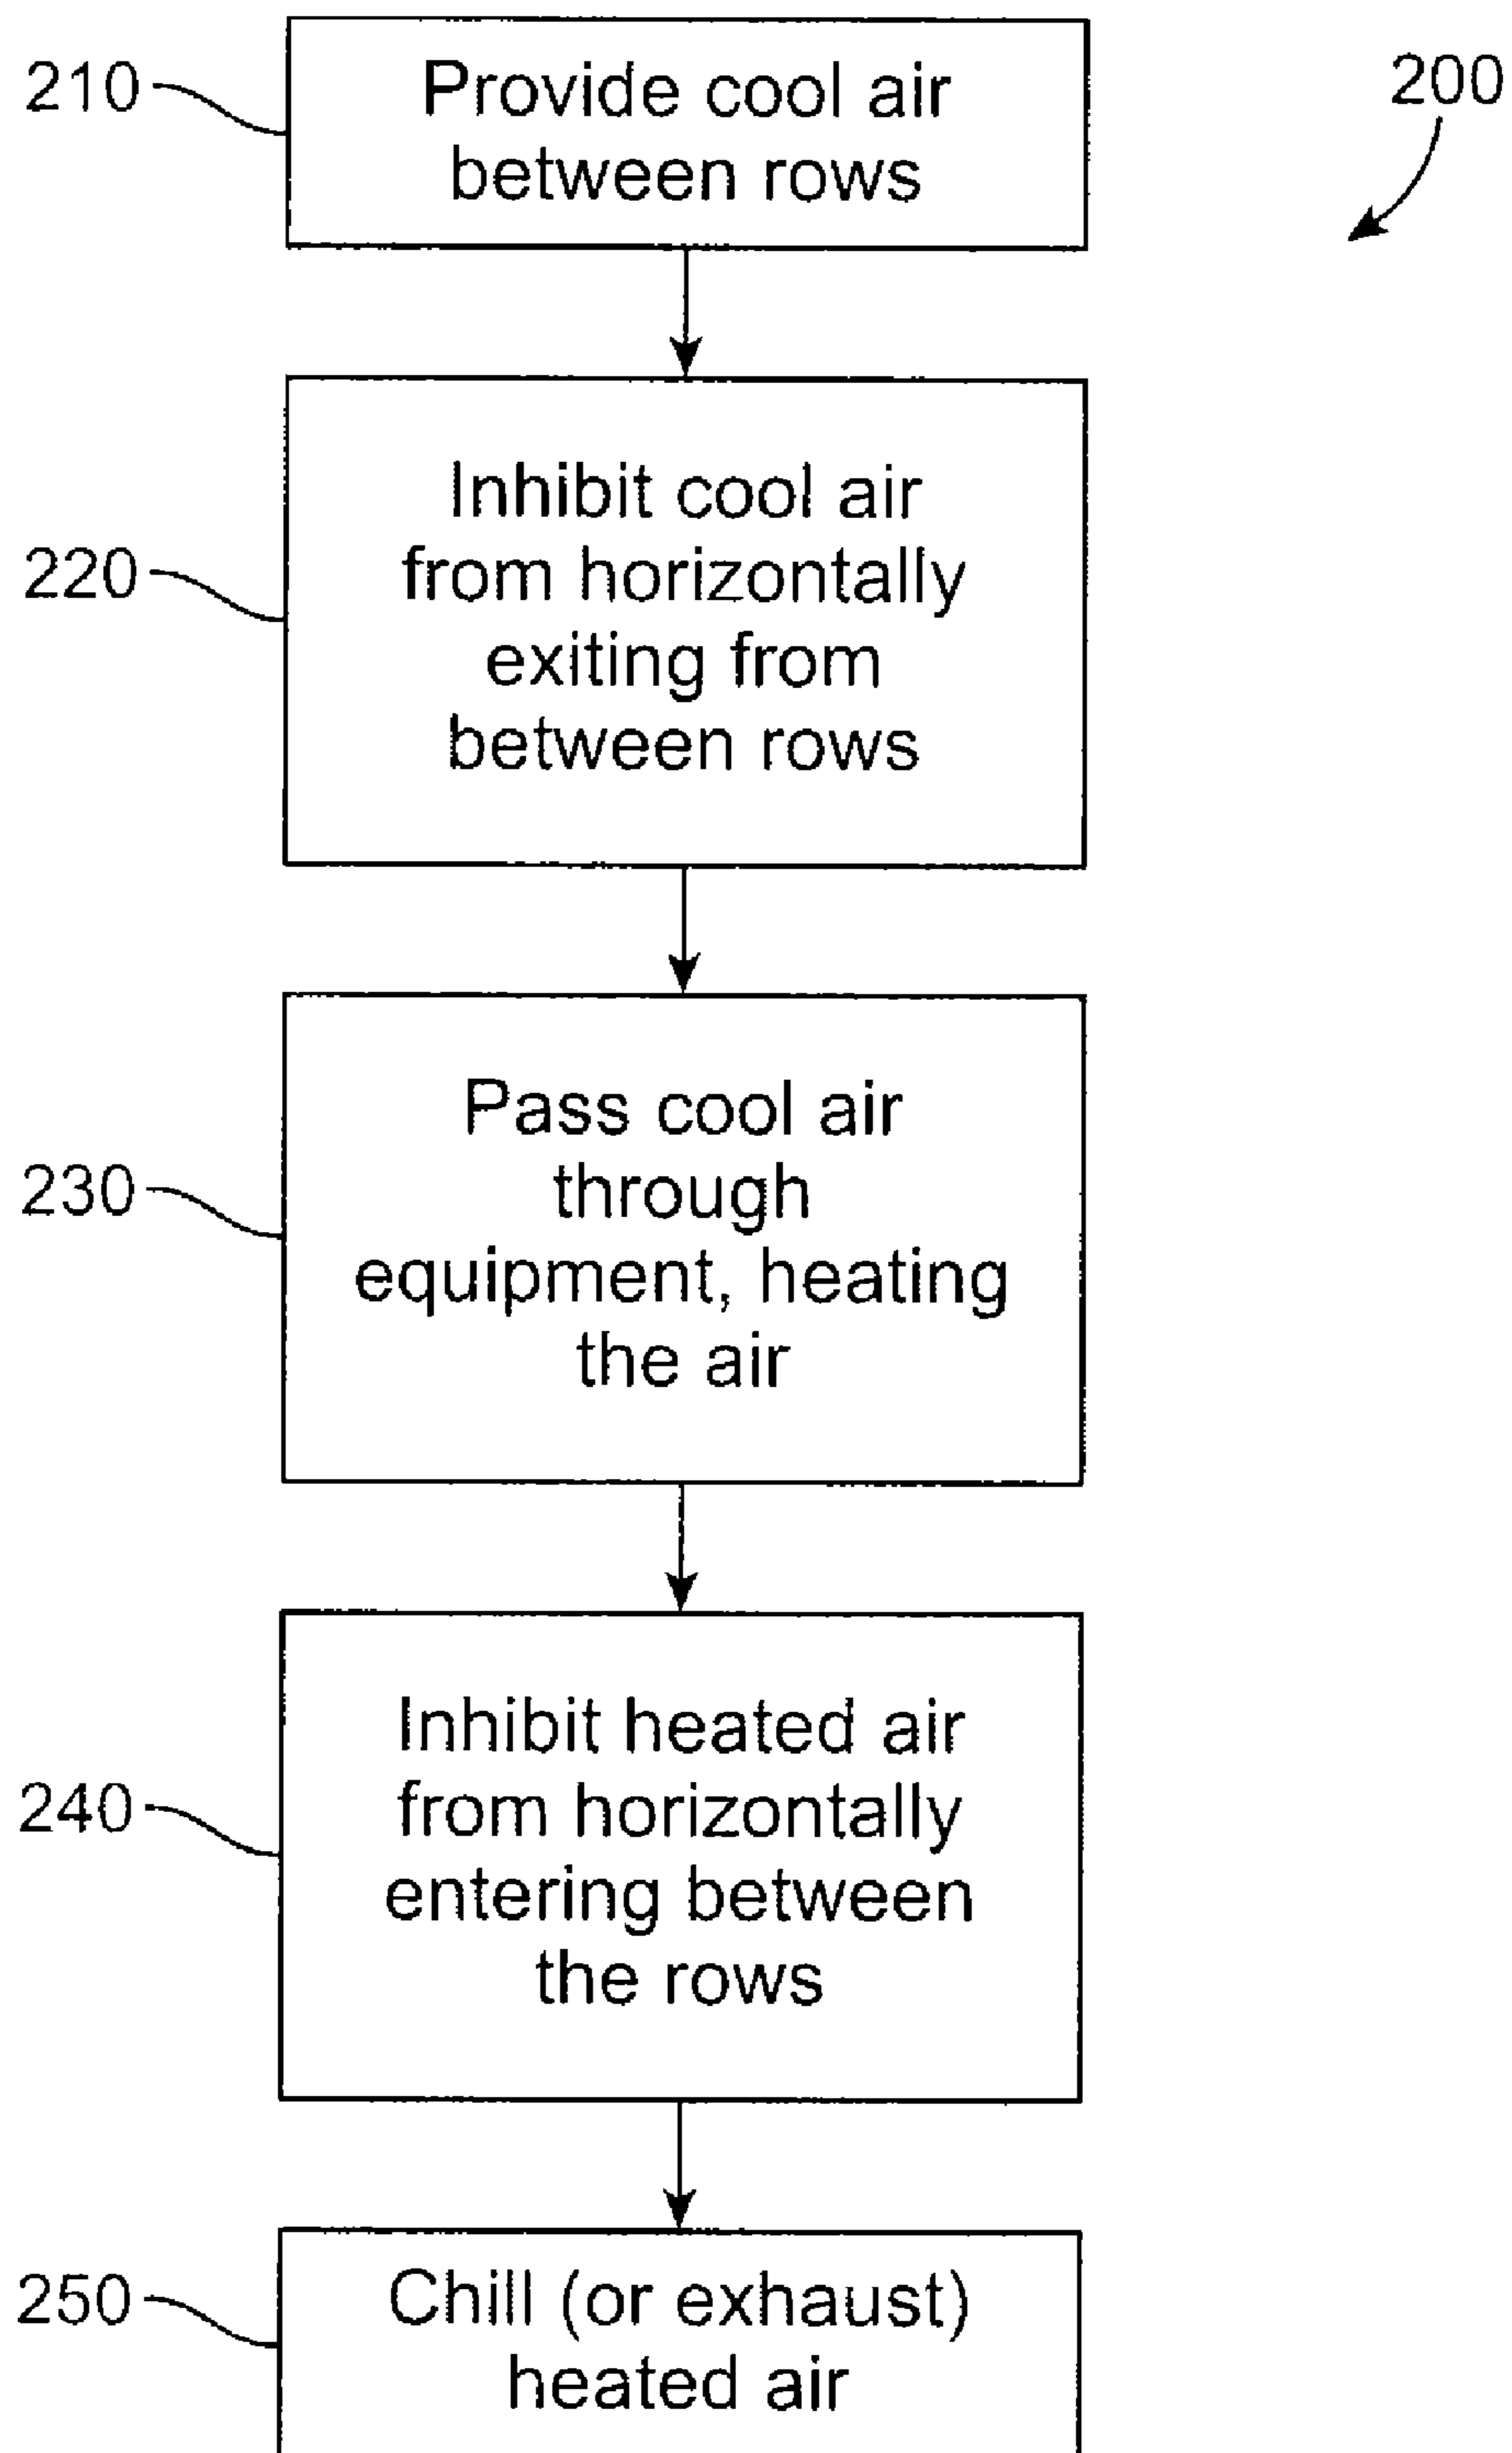 200
210
Provide cool air
between rows
220
Inhibit cool air
from horizontally
exiting from
between rows
230
Pass cool air
through
equipment, heating
the air
240
Inhibit heated air
from horizontally
entering between
the rows
250
Chill (or exhaust)
heated air